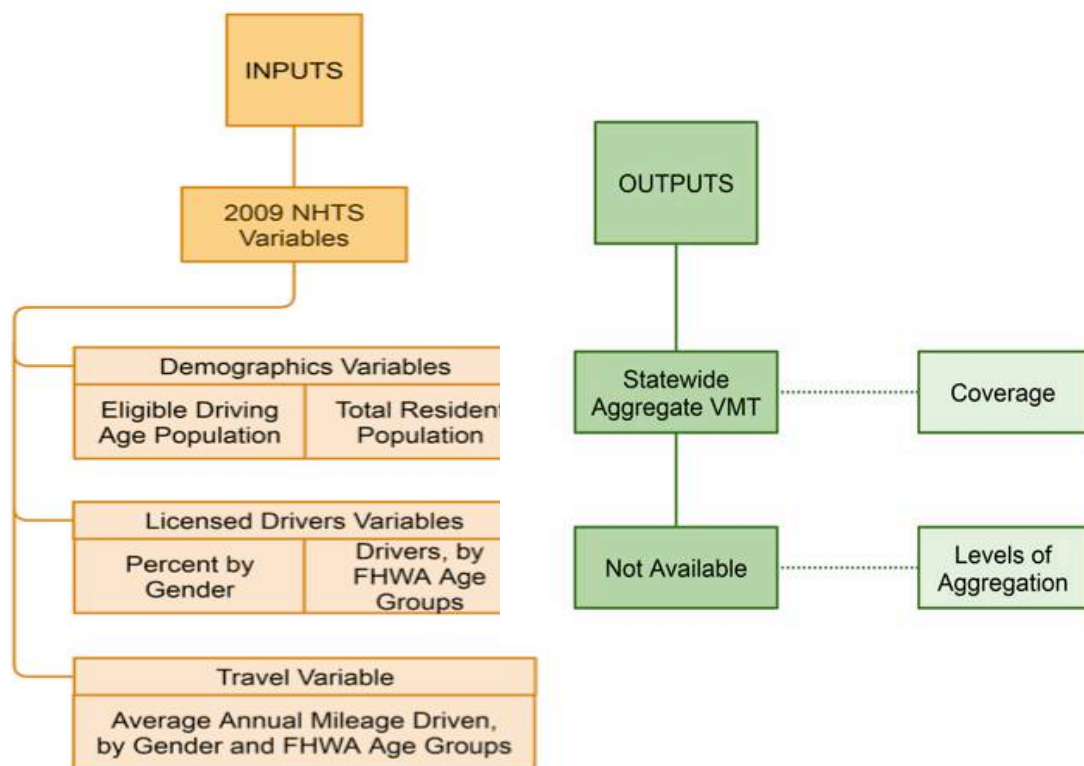 INPUTS
2009 NHTS
Variables
Demographics Variables
Eligible Driving
Age Population
Total Resident
Population
Licensed Drivers Variables
Percent by
Gender
Drivers, by
FHWA Age
Groups
Travel Variable
Average Annual Mileage Driven,
by Gender and FHWA Age Groups
OUTPUTS
Statewide
Aggregate VMT
Coverage
Not Available
Levels of
Aggregation